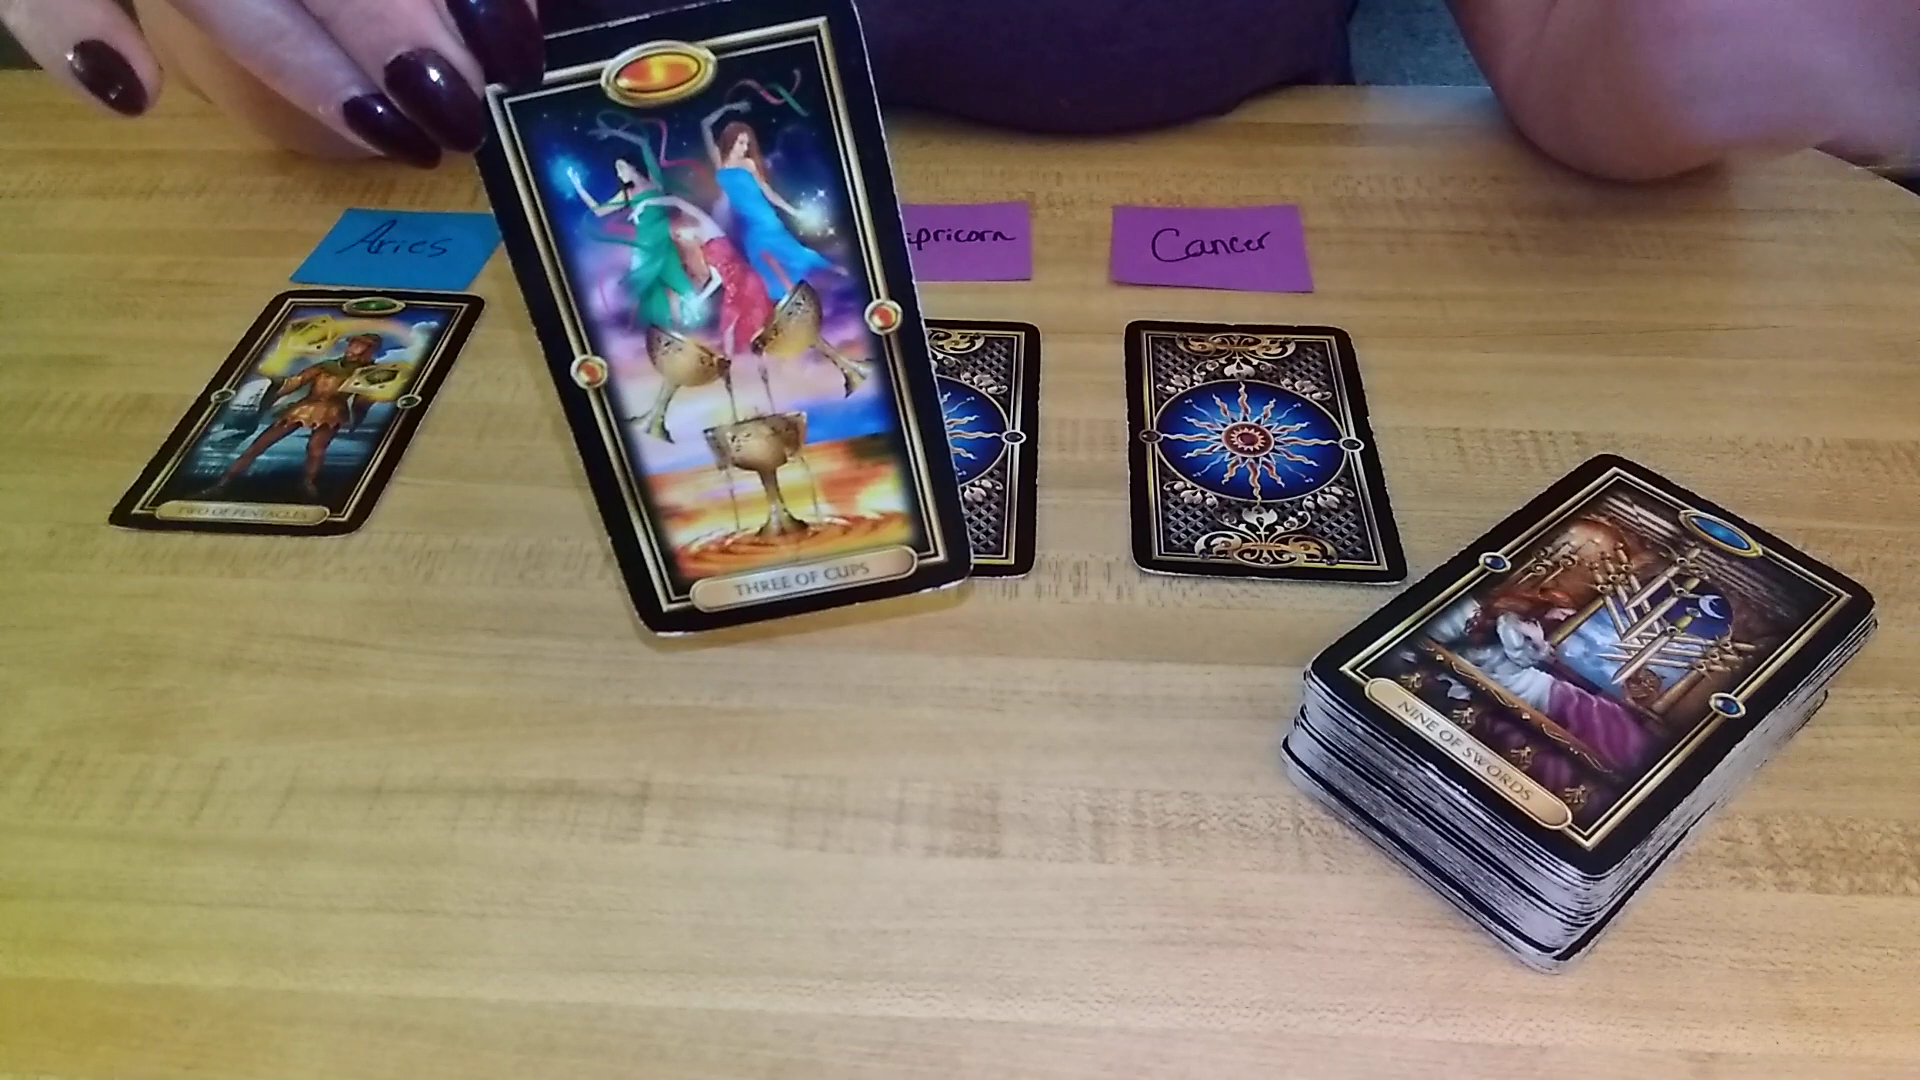 Aries
pricorn
Cancer
TWO OF PENTACLES
THREE OF CUPS
NINE OF SWORDS